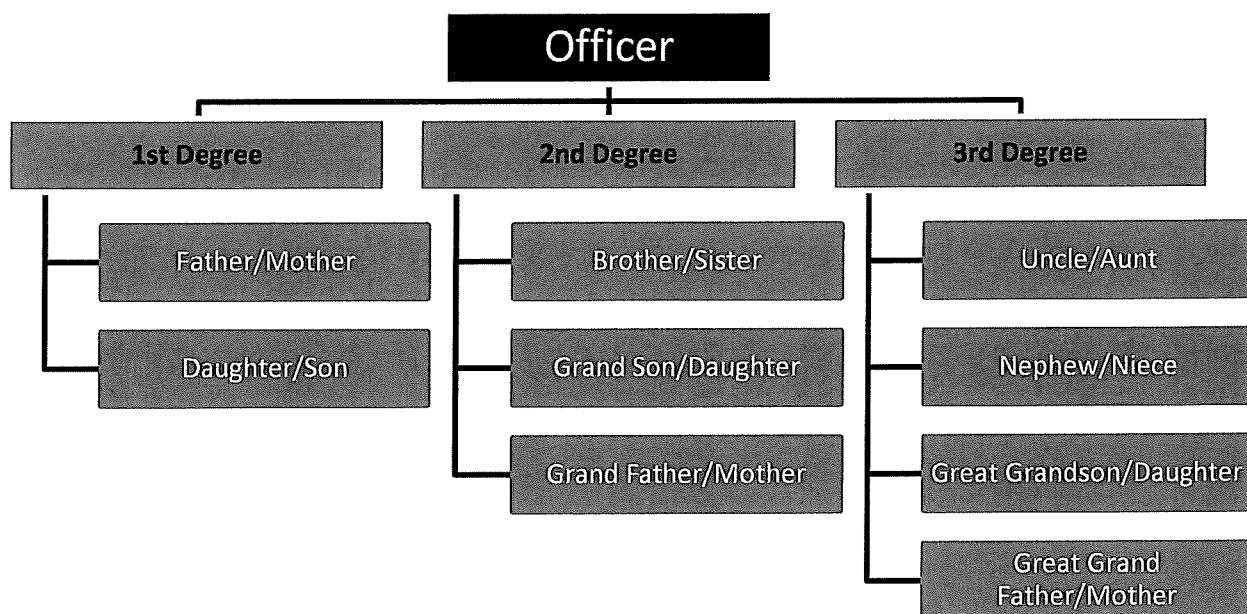 Officer
1st Degree
Father/Mother
Daughter/Son
2nd Degree
Brother/Sister
Grand Son/Daughter
Grand Father/Mother
3rd Degree
Uncle/Aunt
Nephew/Niece
Great Grandson/Daughter
Great Grand
Father/Mother